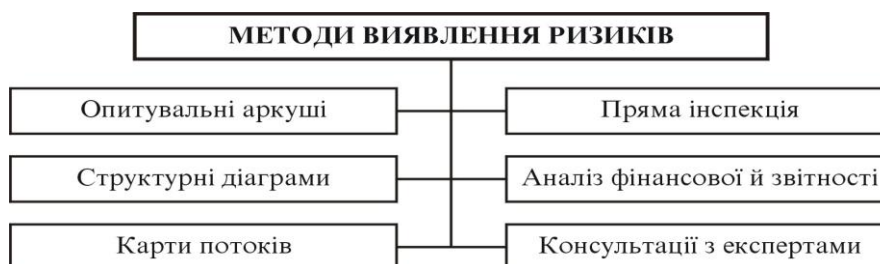 МЕТОДИ ВИЯВЛЕННЯ РИЗИКІВ
Опитувальні аркуші
Пряма інспекція
Структурні діаграми
Аналіз фінансової й звітності
Карти потоків
Консультації з експертами